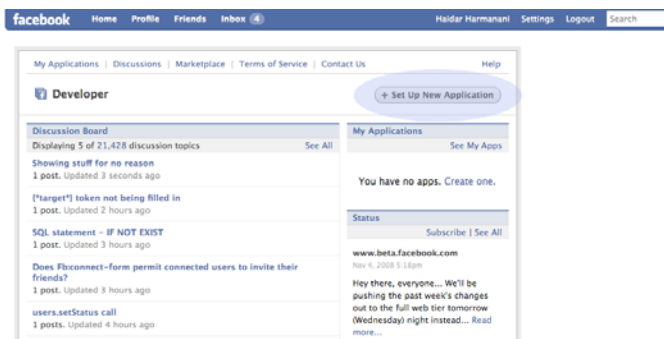 facebook Home Profile Friends Inbox 4 Haidar Harmanani Settings Logout Search
My Applications | Discussions | Marketplace | Terms of Service | Contact Us Help
Developer + Set Up New Application
Discussion Board
Displaying 5 of 21,428 discussion topics See All
Showing stuff for no reason
1 post. Updated 3 seconds ago
[*target*] token not being filled in
1 post. Updated 2 hours ago
SQL statement - IF NOT EXIST
1 post. Updated 3 hours ago
Does Fb:connect-form permit connected users to invite their
friends?
1 post. Updated 3 hours ago
users.setStatus call
1 posts. Updated 4 hours ago
My Applications
See My Apps
You have no apps. Create one.
Status
Subscribe | See All
www.beta.facebook.com
Nov 4, 2008 5:18pm
Hey there, everyone... We'll be
pushing the past week's changes
out to the full web tier tomorrow
(Wednesday) night instead... Read
more...